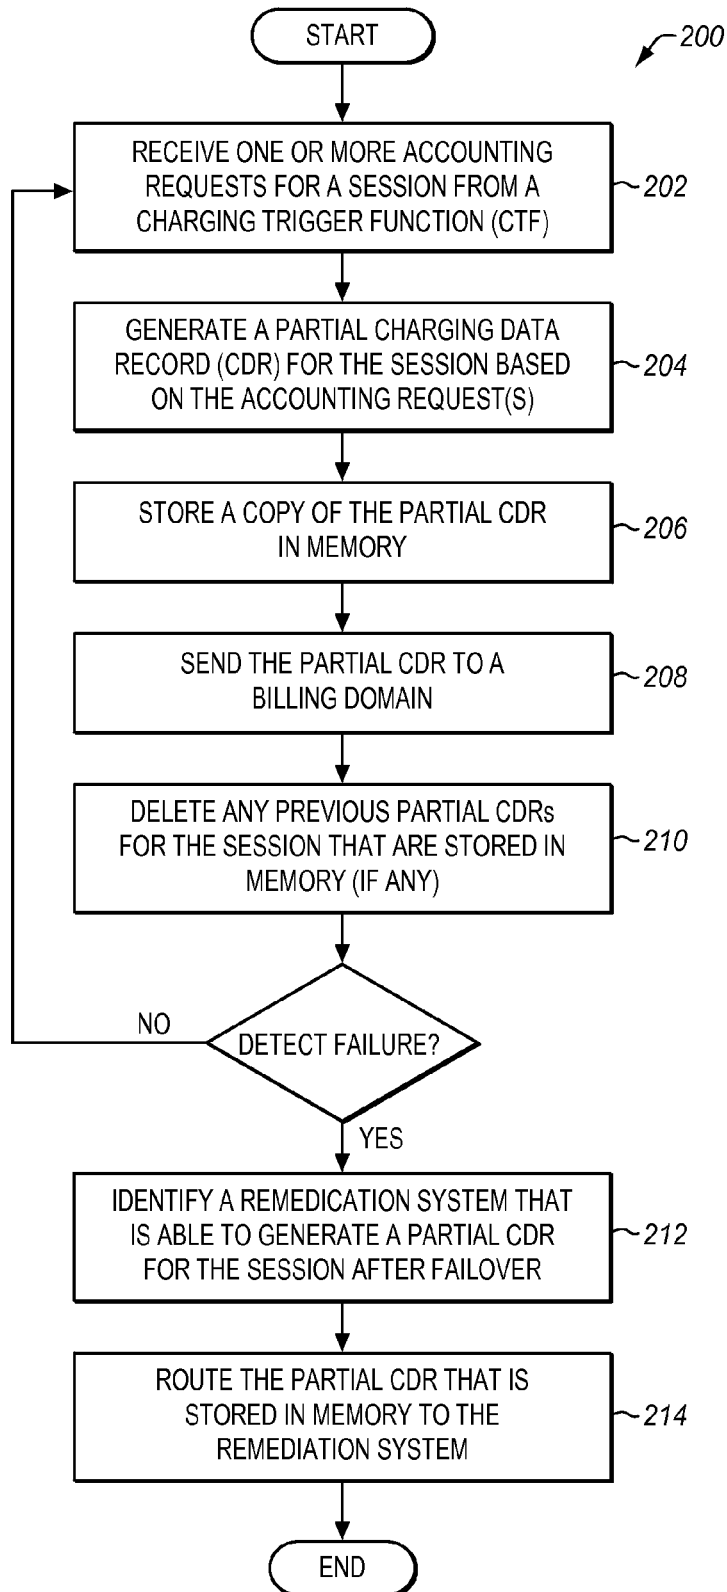 START
200
RECEIVE ONE OR MORE ACCOUNTING
REQUESTS FOR A SESSION FROM A
CHARGING TRIGGER FUNCTION (CTF)
202
GENERATE A PARTIAL CHARGING DATA
RECORD (CDR) FOR THE SESSION BASED
ON THE ACCOUNTING REQUEST(S)
204
STORE A COPY OF THE PARTIAL CDR
IN MEMORY
206
SEND THE PARTIAL CDR TO A
BILLING DOMAIN
208
DELETE ANY PREVIOUS PARTIAL CDRs
FOR THE SESSION THAT ARE STORED IN
MEMORY (IF ANY)
210
NO
DETECT FAILURE?
YES
IDENTIFY A REMEDICATION SYSTEM THAT
IS ABLE TO GENERATE A PARTIAL CDR
FOR THE SESSION AFTER FAILOVER
212
ROUTE THE PARTIAL CDR THAT IS
STORED IN MEMORY TO THE
REMEDIATION SYSTEM
214
END